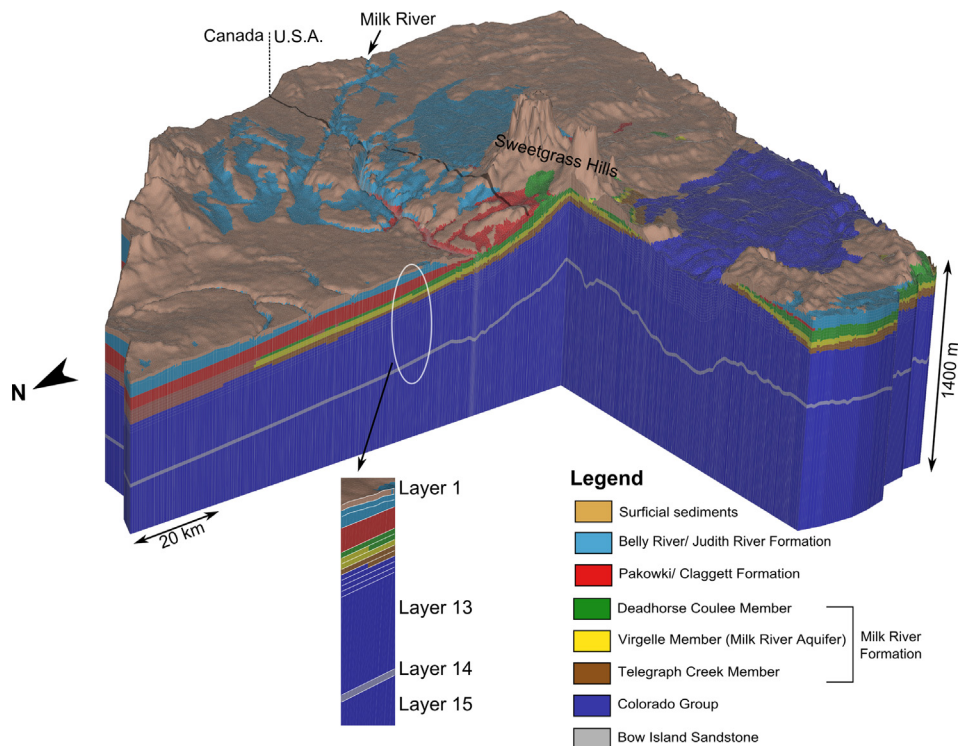 Milk River
Canada U.S.A.
Sweetgrass Hills
N
1400 m
20 km
Layer 1
Layer 13
Layer 14
Layer 15
Legend
Surficial sediments
Belly River/ Judith River Formation
Pakowki/ Claggett Formation
Deadhorse Coulee Member
Virgelle Member (Milk River Aquifer)
Telegraph Creek Member
Milk River
Formation
Colorado Group
Bow Island Sandstone